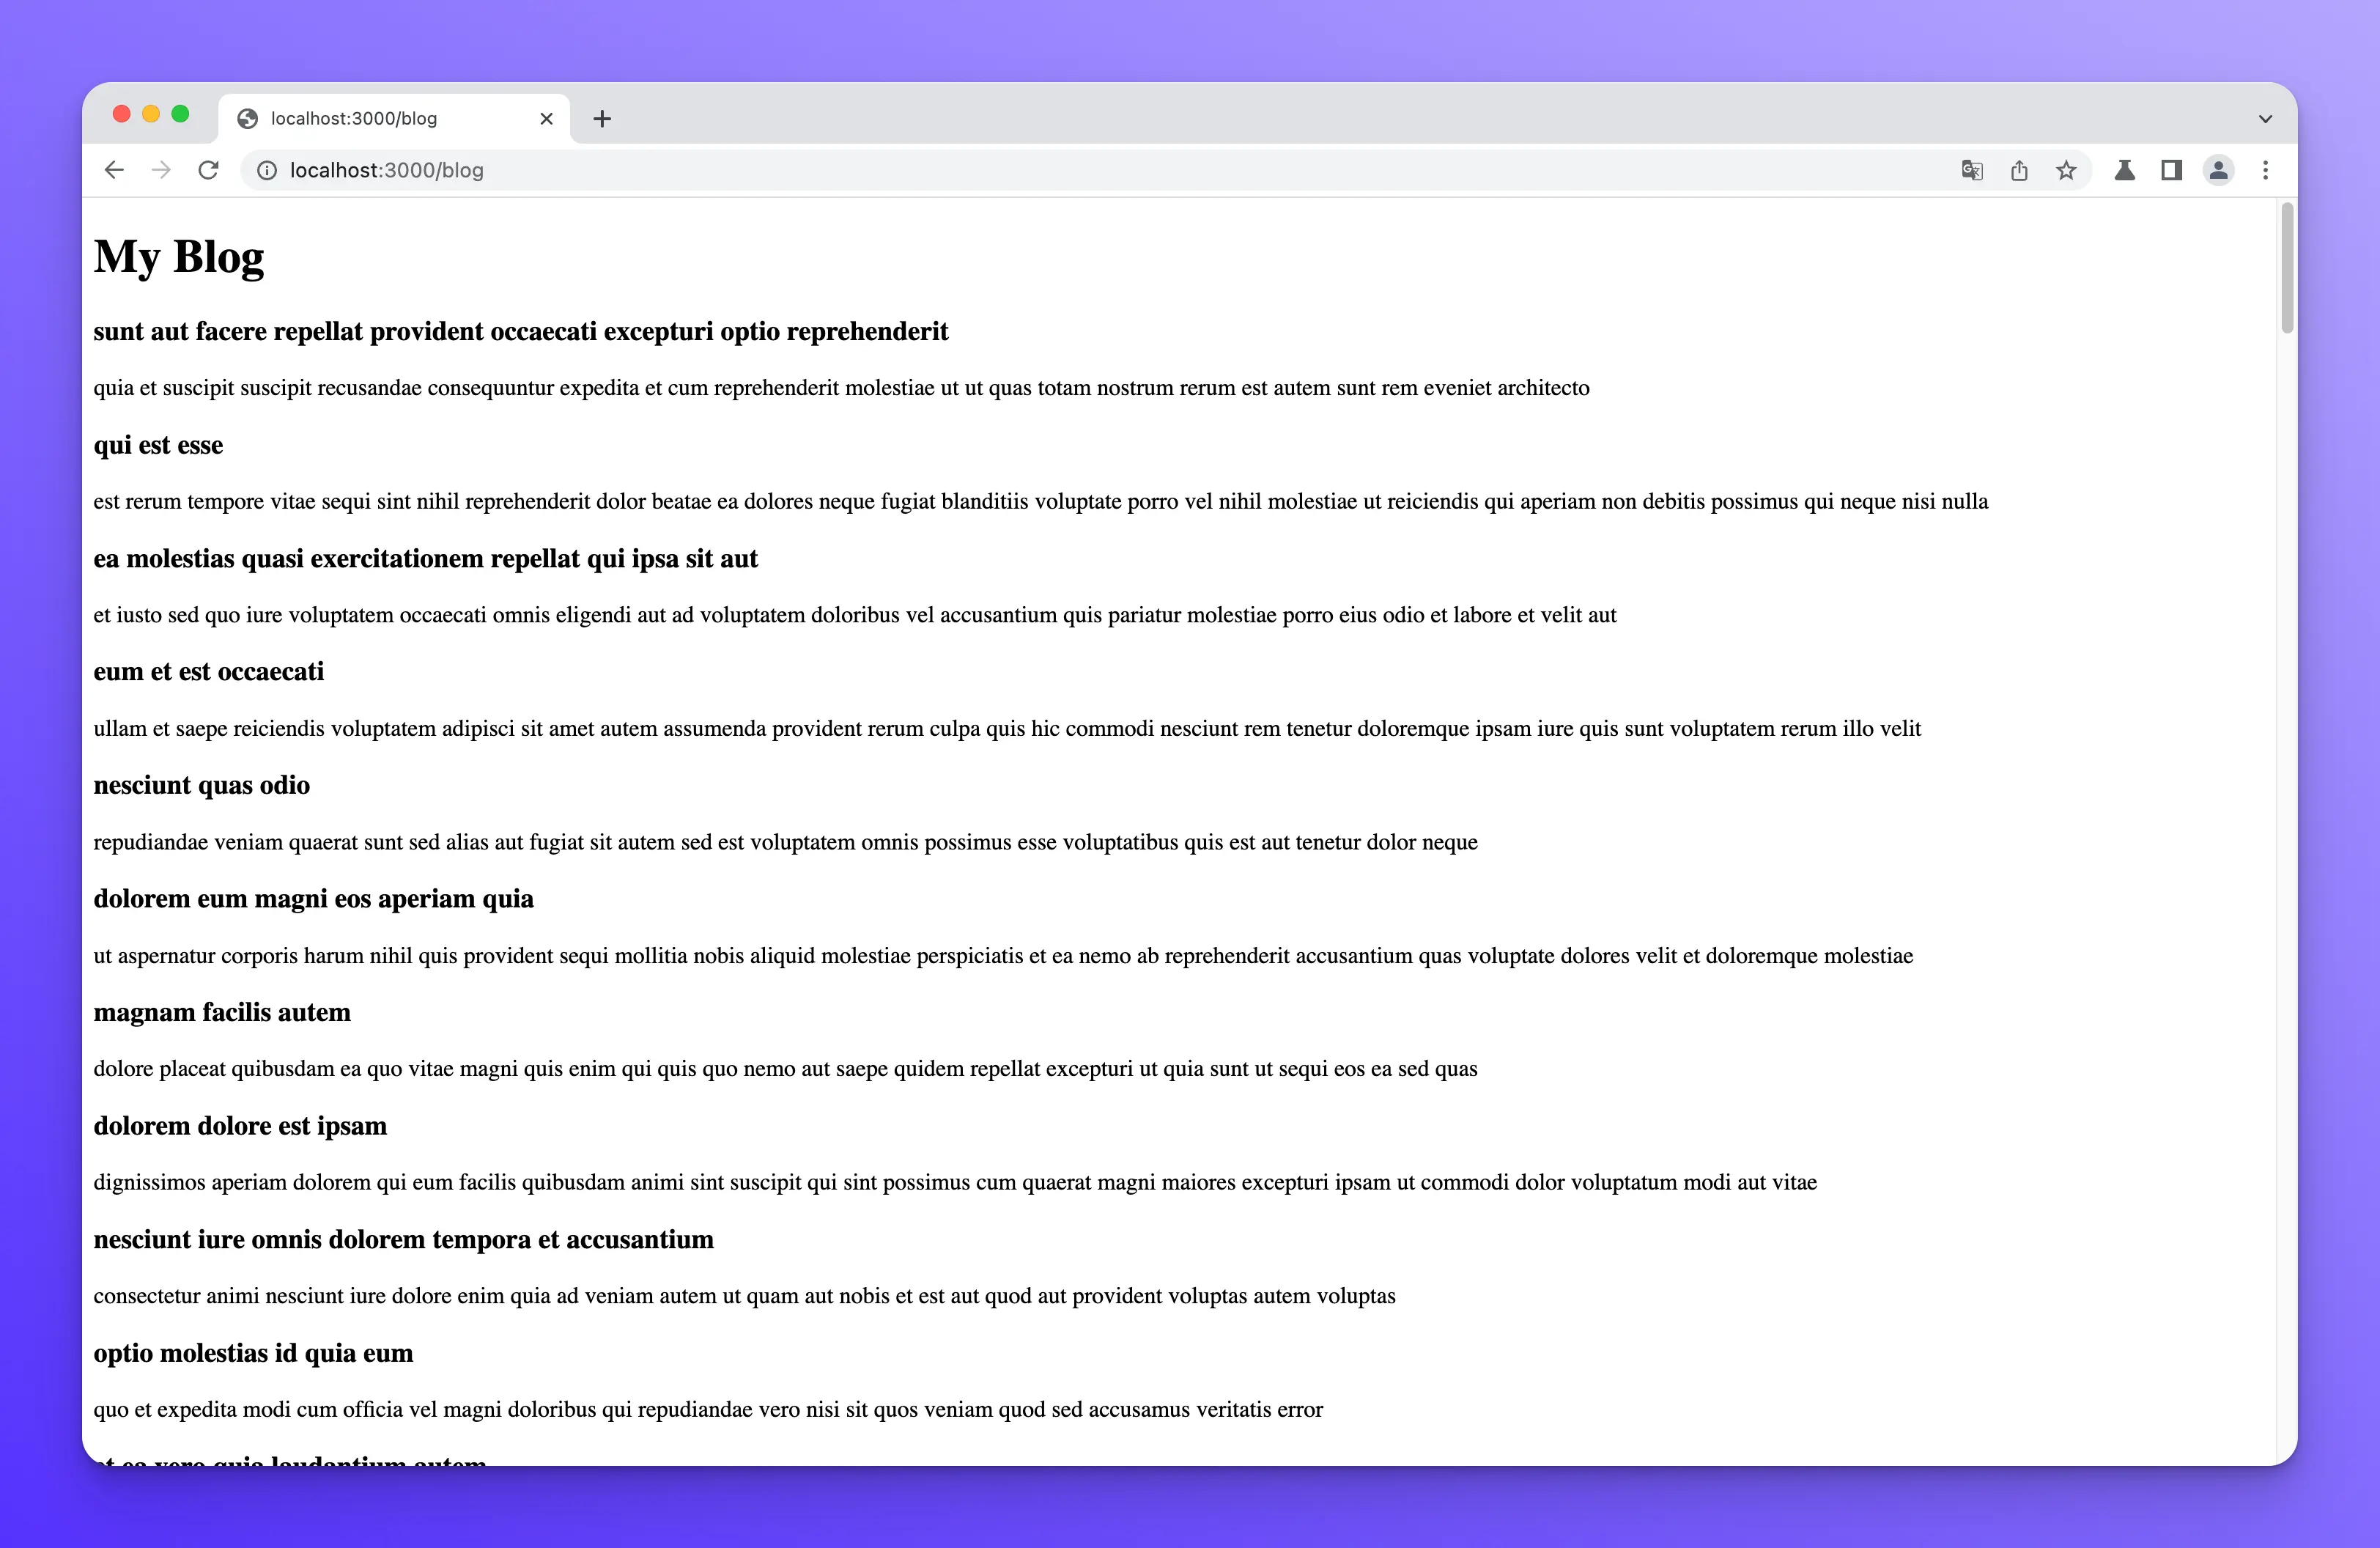 localhost:3000/blog
localhost:3000/blog
My Blog
sunt aut facere repellat provident occaecati excepturi optio reprehenderit
quia et suscipit suscipit recusandae consequuntur expedita et cum reprehenderit molestiae ut ut quas totam nostrum rerum est autem sunt rem eveniet architecto
qui est esse
est rerum tempore vitae sequi sint nihil reprehenderit dolor beatae ea dolores neque fugiat blanditiis voluptate porro vel nihil molestiae ut reiciendis qui aperiam non debitis possimus qui neque nisi nulla
ea molestias quasi exercitationem repellat qui ipsa sit aut
et iusto sed quo iure voluptatem occaecati omnis eligendi aut ad voluptatem doloribus vel accusantium quis pariatur molestiae porro eius odio et labore et velit aut
eum et est occaecati
ullam et saepe reiciendis voluptatem adipisci sit amet autem assumenda provident rerum culpa quis hic commodi nesciunt rem tenetur doloremque ipsam iure quis sunt voluptatem rerum illo velit
nesciunt quas odio
repudiandae veniam quaerat sunt sed alias aut fugiat sit autem sed est voluptatem omnis possimus esse voluptatibus quis est aut tenetur dolor neque
dolorem eum magni eos aperiam quia
ut aspernatur corporis harum nihil quis provident sequi mollitia nobis aliquid molestiae perspiciatis et ea nemo ab reprehenderit accusantium quas voluptate dolores velit et doloremque molestiae
magnam facilis autem
dolore placeat quibusdam ea quo vitae magni quis enim qui quis quo nemo aut saepe quidem repellat excepturi ut quia sunt ut sequi eos ea sed quas
dolorem dolore est ipsam
dignissimos aperiam dolorem qui eum facilis quibusdam animi sint suscipit qui sint possimus cum quaerat magni maiores excepturi ipsam ut commodi dolor voluptatum modi aut vitae
nesciunt iure omnis dolorem tempora et accusantium
consectetur animi nesciunt iure dolore enim quia ad veniam autem ut quam aut nobis et est aut quod aut provident voluptas autem voluptas
optio molestias id quia eum
quo et expedita modi cum officia vel magni doloribus qui repudiandae vero nisi sit quos veniam quod sed accusamus veritatis error
et ea vero quia laudantium autem